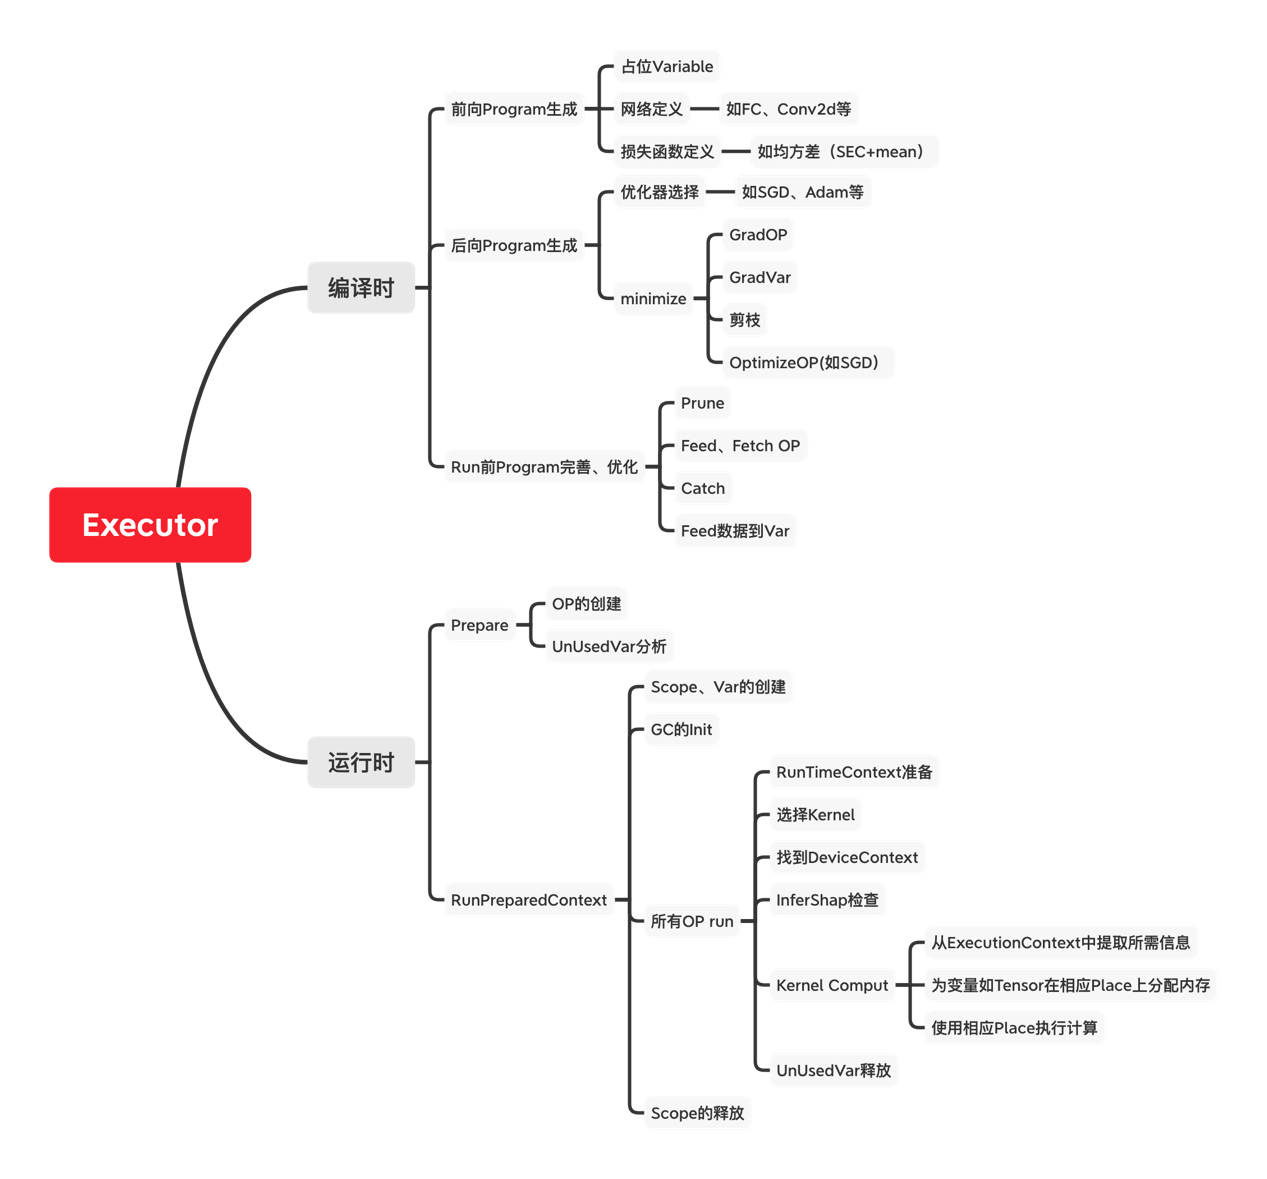 Executor
编译时
前向Program生成
占位Variable
网络定义
如FC、Conv2d等
损失函数定义
如均方差（SEC+mean）
后向Program生成
优化器选择
如SGD、Adam等
minimize
GradOP
GradVar
剪枝
OptimizeOP(如SGD）
Run前Program完善、优化
Prune
Feed、Fetch OP
Catch
Feed数据到Var
运行时
Prepare
OP的创建
UnUsedVar分析
RunPreparedContext
Scope、Var的创建
GC的Init
所有OP run
RunTimeContext准备
选择Kernel
找到DeviceContext
InferShap检查
Kernel Comput
从ExecutionContext中提取所需信息
为变量如Tensor在相应Place上分配内存
使用相应Place执行计算
UnUsedVar释放
Scope的释放